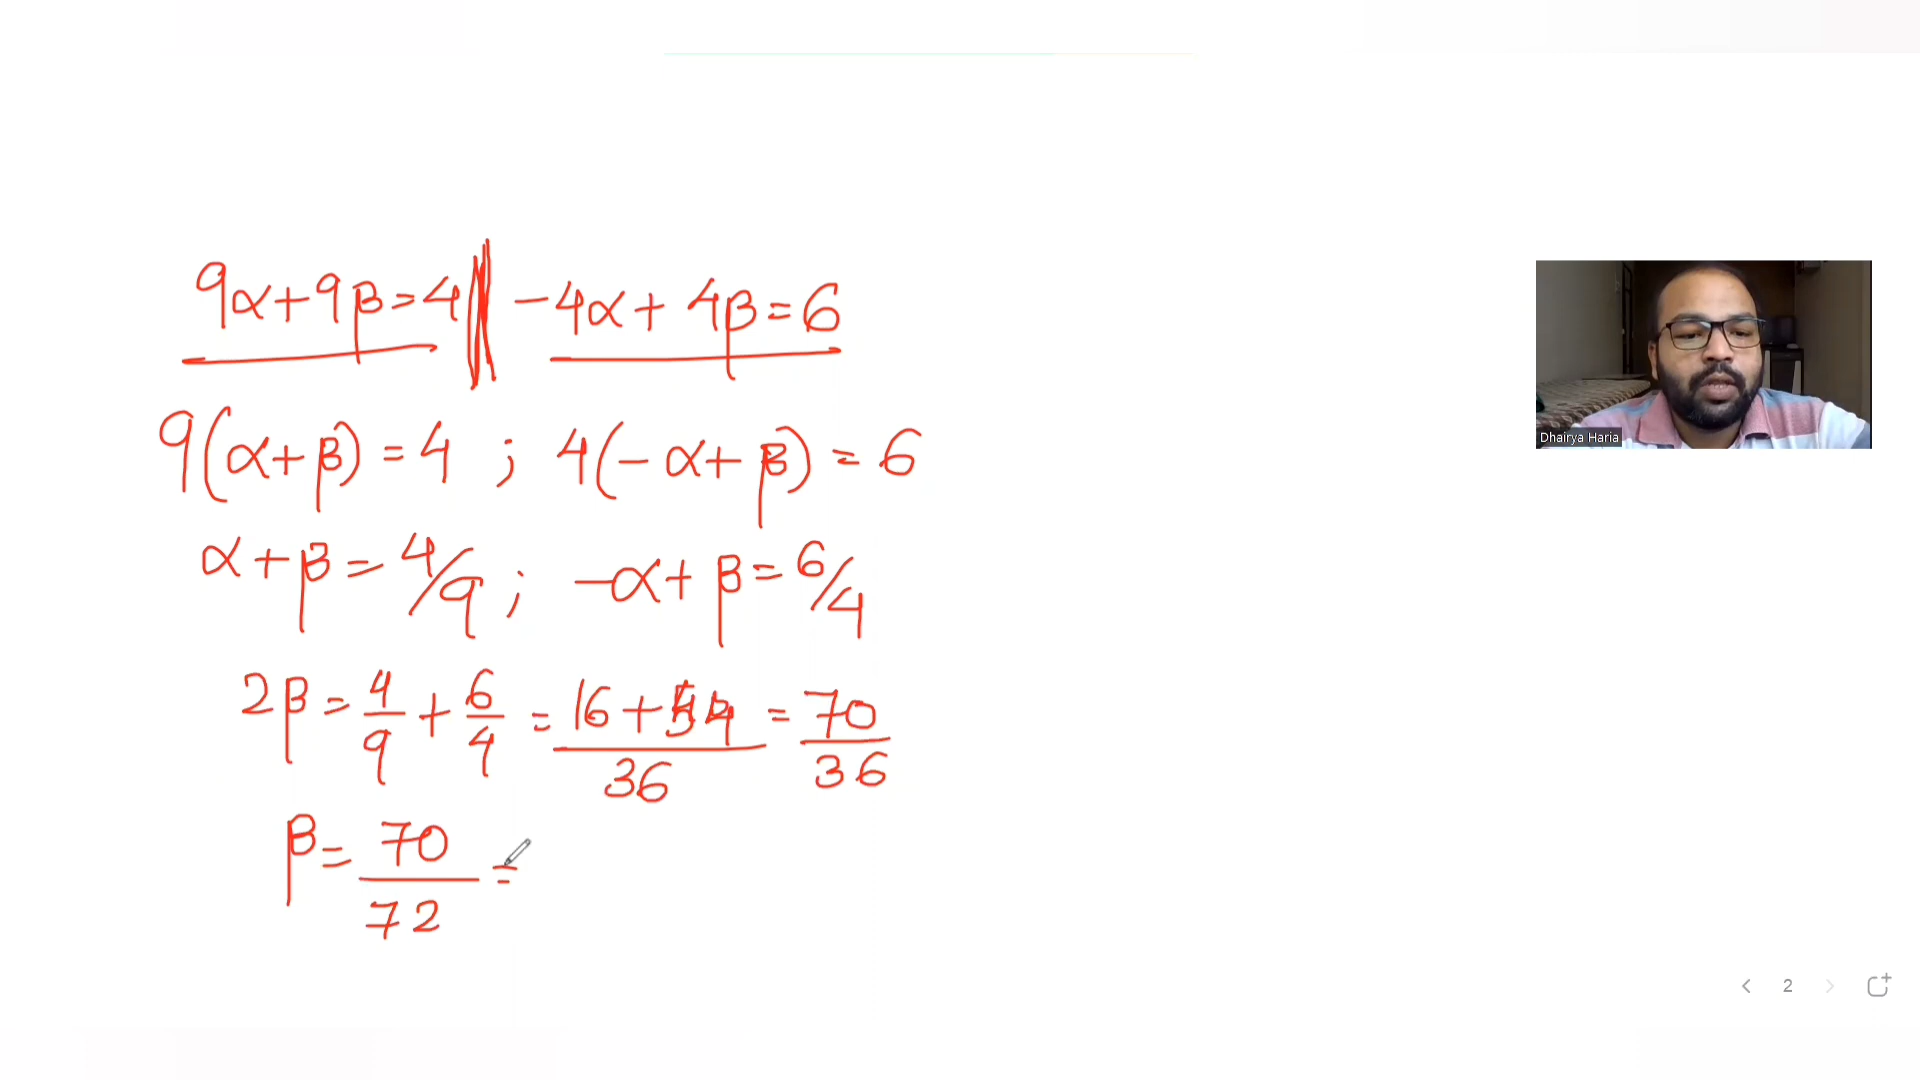 9α+9β=4 || -4α+ 4β=6
9(α+β)=4 ; 4(-α+β)=6
α+β=4/9 ; -α+β=6/4
2β=4/9+6/4=16+54/36=70/36
β=70/72=
Dhairya Haria
2